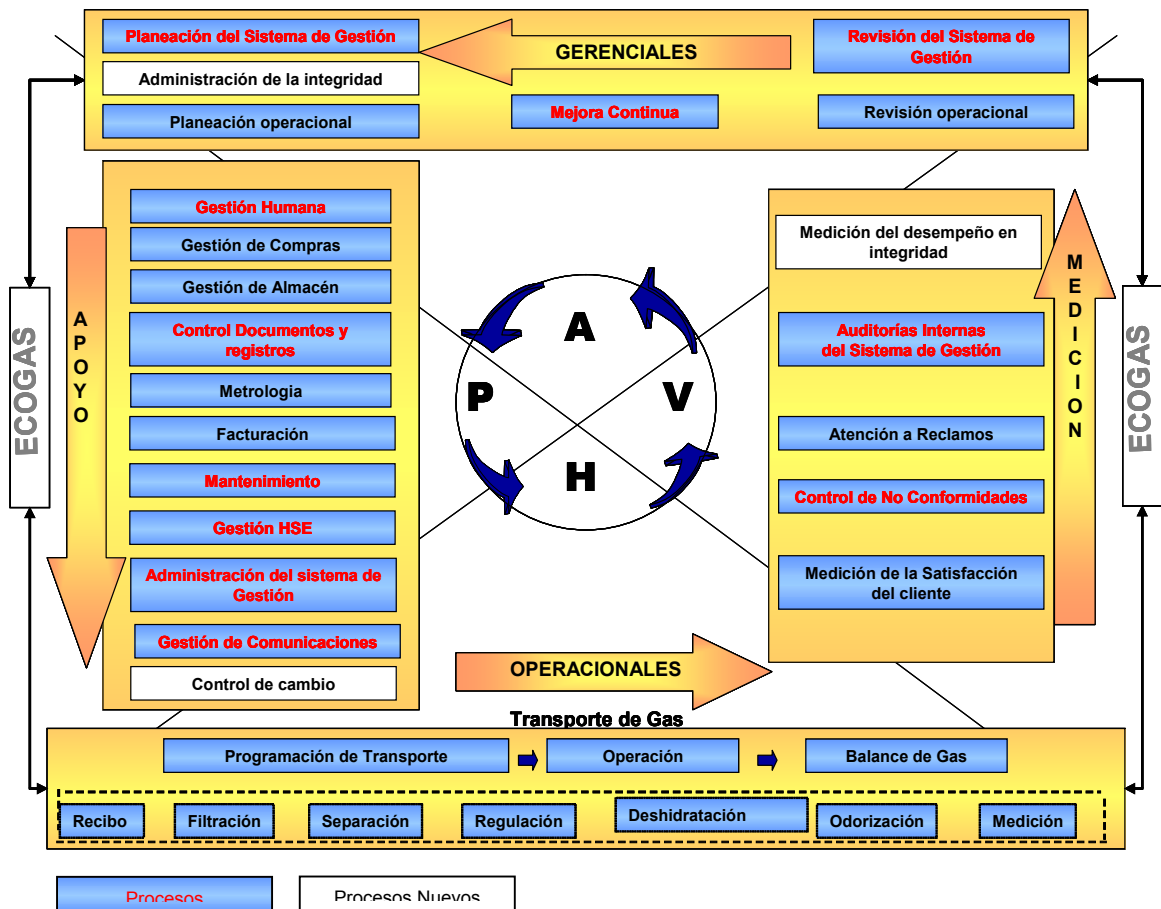 Planeación del Sistema de Gestión
Administración de la integridad
Planeación operacional
GERENCIALES
Mejora Continua
Revisión del Sistema de
Gestión
Revisión operacional
ECOGAS
APOYO
Gestión Humana
Gestión de Compras
Gestión de Almacén
Control Documentos y
registros
Metrologia
Facturación
Mantenimiento
Gestión HSE
Administración del sistema de
Gestión
Gestión de Comunicaciones
Control de cambio
A
P
V
H
Medición del desempeño en
integridad
Auditorías Internas
del Sistema de Gestión
Atención a Reclamos
Control de No Conformidades
Medición de la Satisfacción
del cliente
MEDICION
ECOGAS
OPERACIONALES
Transporte de Gas
Programación de Transporte
Operación
Balance de Gas
Recibo
Filtración
Separación
Regulación
Deshidratación
Odorización
Medición
Procesos
Procesos Nuevos